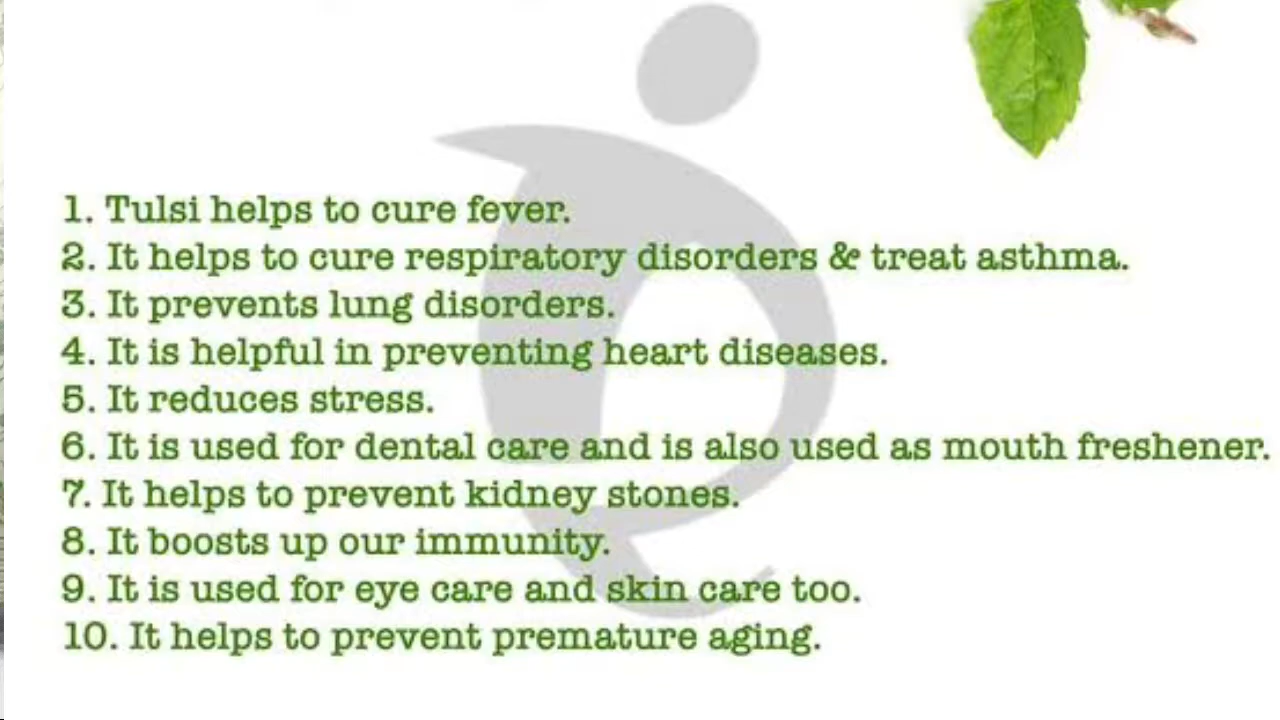 1. Tulsi helps to cure fever.
2. It helps to cure respiratory disorders & treat asthma.
3. It prevents lung disorders.
4. It is helpful in preventing heart diseases.
5. It reduces stress.
6. It is used for dental care and is also used as mouth freshener.
7. It helps to prevent kidney stones.
8. It boosts up our immunity.
9. It is used for eye care and skin care too.
10. It helps to prevent premature aging.